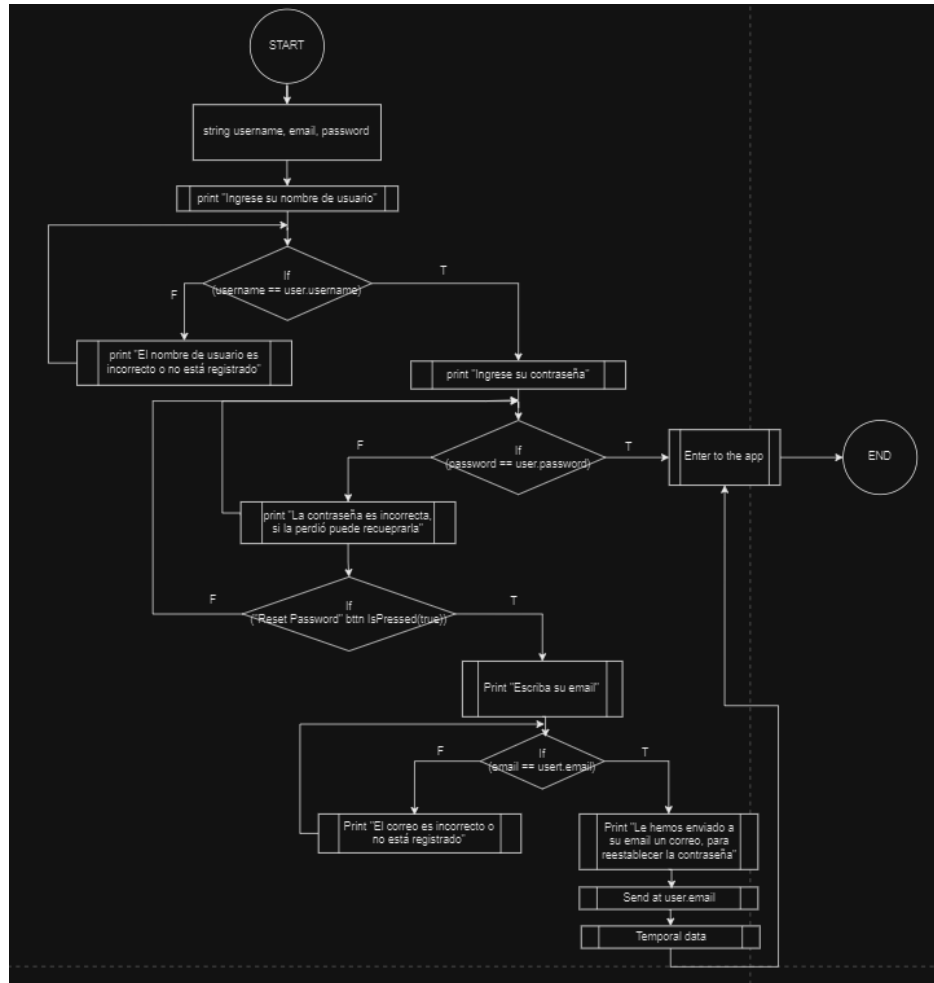 START
string username, email, password
print "Ingrese su nombre de usuario"
If
(username == user.username)
F
T
print "El nombre de usuario es
incorrecto o no está registrado"
print "Ingrese su contraseña"
If
(password == user.password)
F
T
Enter to the app
END
print "La contraseña es incorrecta,
si la perdió puede recueprarla"
If
("Reset Password" bttn IsPressed(true))
F
T
Print "Escriba su email"
If
(email == usert.email)
F
T
Print "El correo es incorrecto o
no está registrado"
Print "Le hemos enviado a
su email un correo, para
reestablecer la contraseña"
Send at user.email
Temporal data